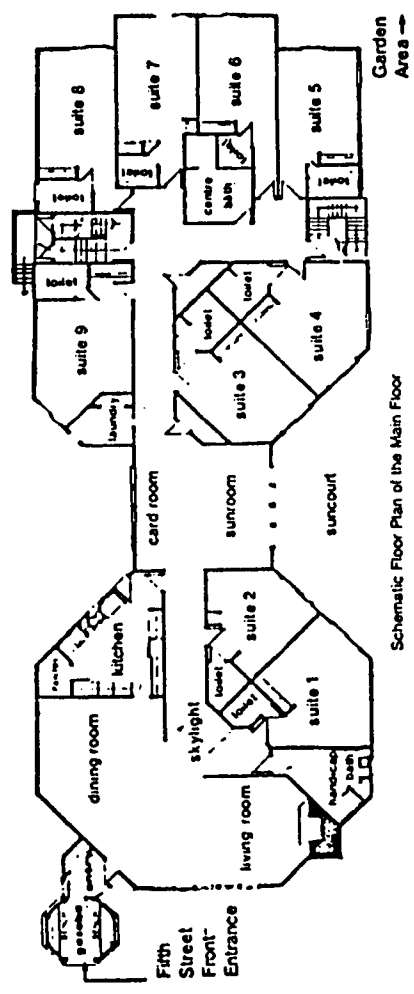 Garden
Area →
suite 8
suite 7
suite 6
suite 5
toilet
toilet
centre
bath
toilet
toilet
suite 9
laundry
toilet
toilet
suite 3
suite 4
card room
sunroom
suncourt
kitchen
suite 2
toilet
toilet
suite 1
dining room
skylight
living room
handicap
bath
entry
gazebo
Fifth
Street
Front-
Entrance
Schematic Floor Plan of the Main Floor